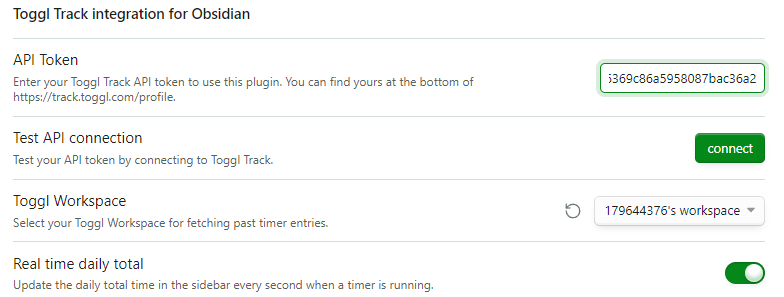 Toggl Track integration for Obsidian
API Token
Enter your Toggl Track API token to use this plugin. You can find yours at the bottom of
https://track.toggl.com/profile.
5369c86a5958087bac36a2
Test API connection
Test your API token by connecting to Toggl Track.
connect
Toggl Workspace
Select your Toggl Workspace for fetching past timer entries.
179644376's workspace
Real time daily total
Update the daily total time in the sidebar every second when a timer is running.